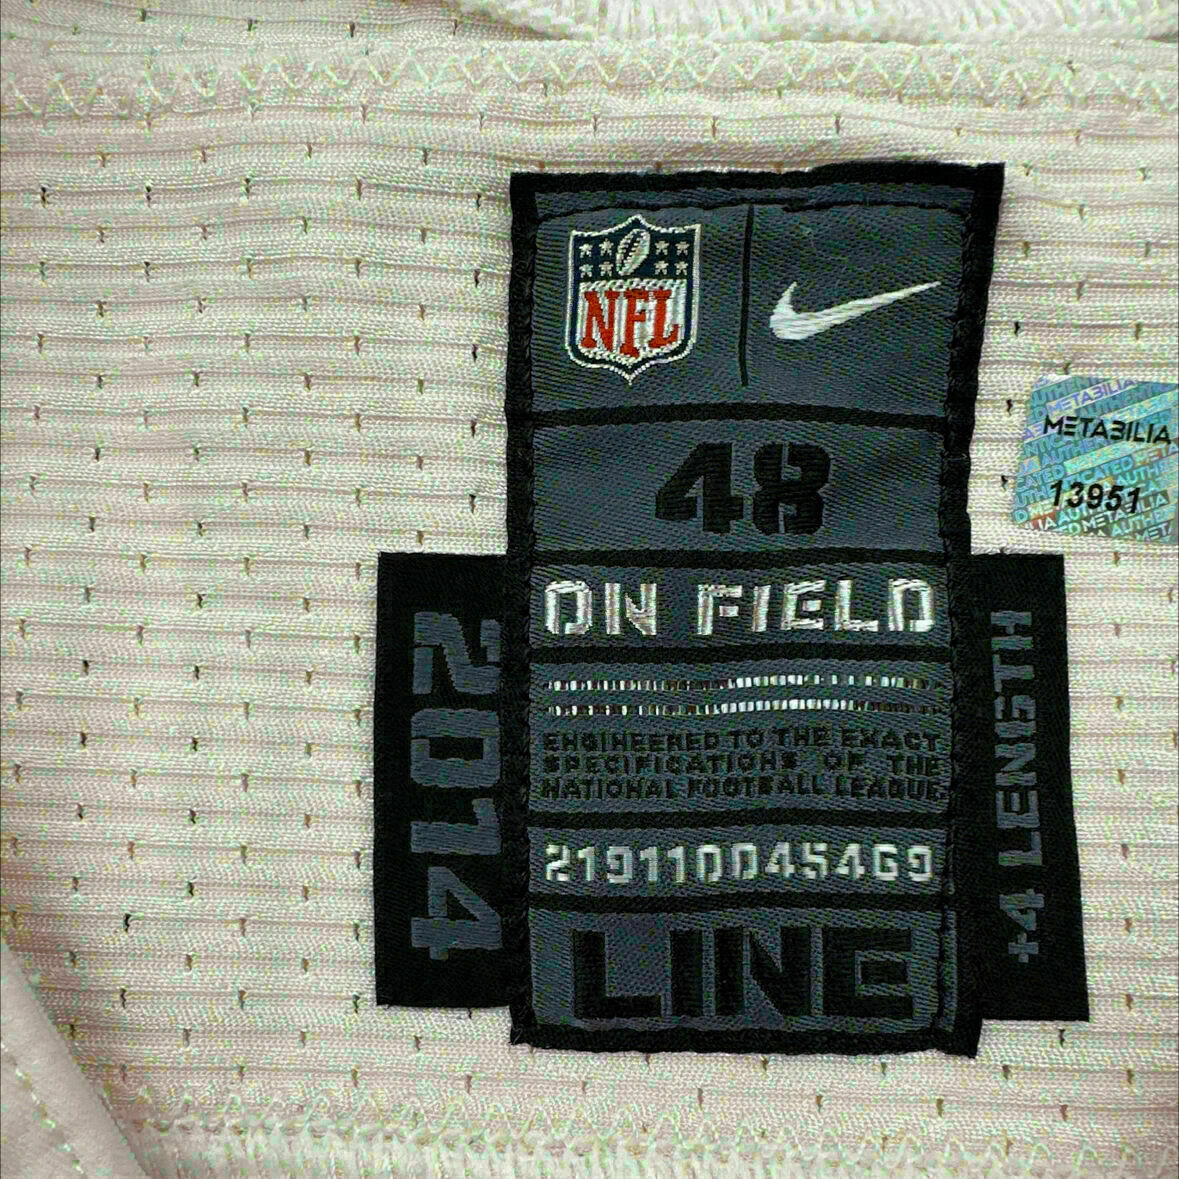 NFL
48
ON FIELD
ENGINEERED TO THE EXACT
SPECIFICATIONS OF THE
NATIONAL FOOTBALL LEAGUE.
219110045469
LINE
2014
+4 LENGTH
METABILIA
13951